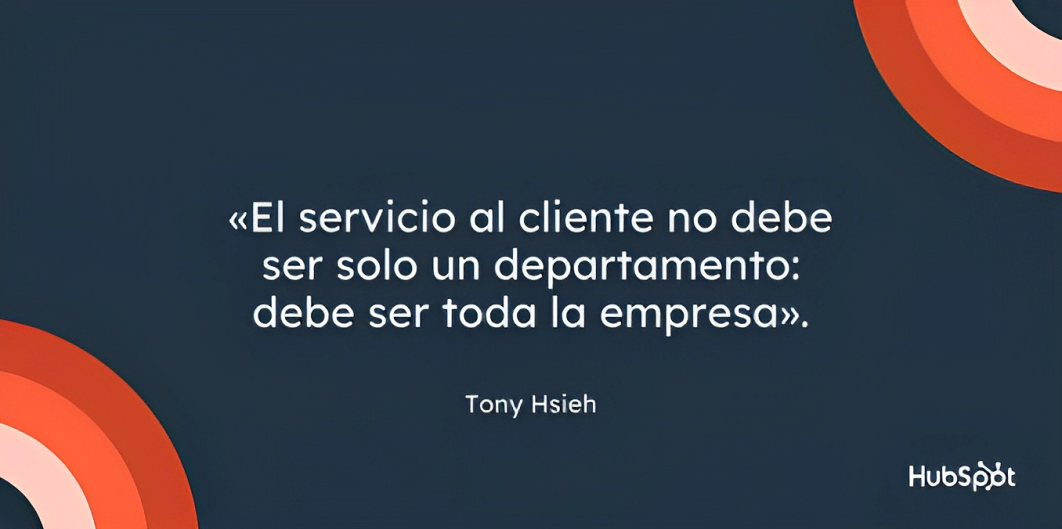 «El servicio al cliente no debe
ser solo un departamento:
debe ser toda la empresa».
Tony Hsieh
HubSpot